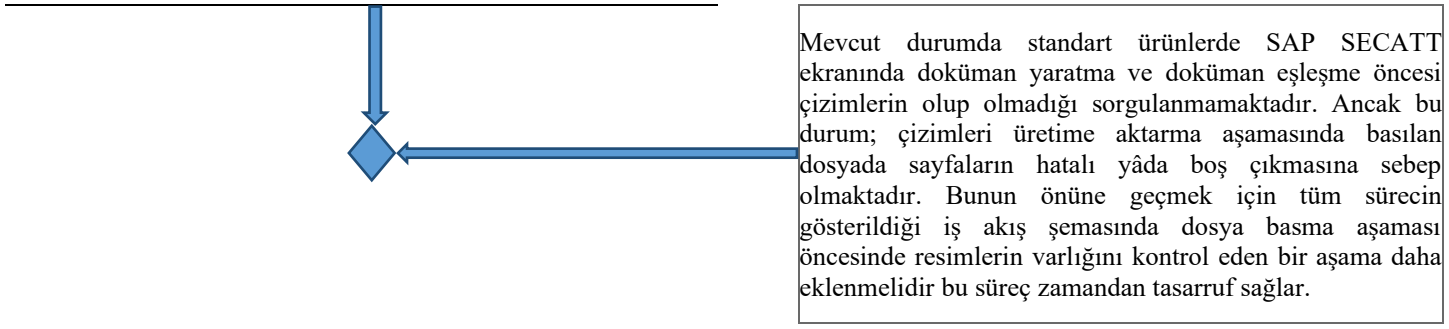 Mevcut durumda standart ürünlerde SAP SECATT
ekranında doküman yaratma ve doküman eşleşme öncesi
çizimlerin olup olmadığı sorgulanmamaktadır. Ancak bu
durum; çizimleri üretime aktarma aşamasında basılan
dosyada sayfaların hatalı yâda boş çıkmasına sebep
olmaktadır. Bunun önüne geçmek için tüm sürecin
gösterildiği iş akış şemasında dosya basma aşaması
öncesinde resimlerin varlığını kontrol eden bir aşama daha
eklenmelidir bu süreç zamandan tasarruf sağlar.